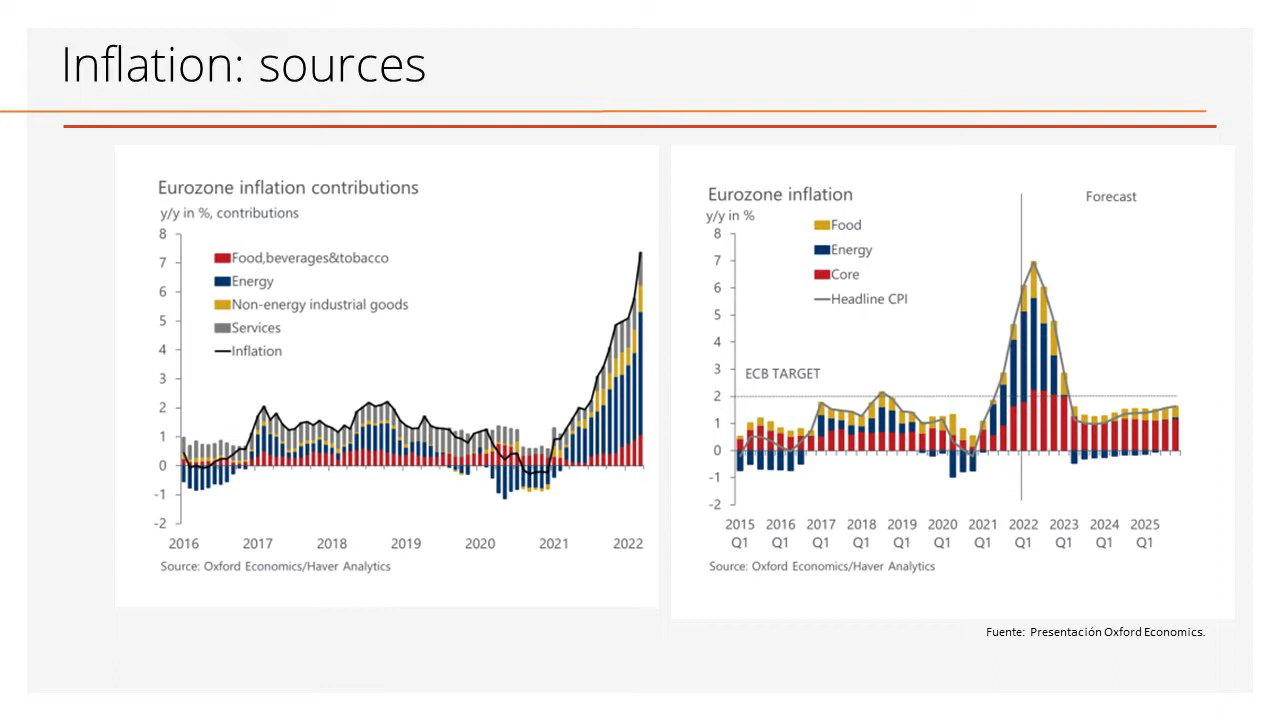 Inflation: sources
Eurozone inflation contributions
y/y in %, contributions
8
7
6
5
4
3
2
1
0
-1
-2
Food,beverages&tobacco
Energy
Non-energy industrial goods
Services
Inflation
2016 2017 2018 2019 2020 2021 2022
Source: Oxford Economics/Haver Analytics
Eurozone inflation
y/y in %
Forecast
8
7
6
5
4
3
2
1
0
-1
-2
Food
Energy
Core
Headline CPI
ECB TARGET
2015 2016 2017 2018 2019 2020 2021 2022 2023 2024 2025
Q1 Q1 Q1 Q1 Q1 Q1 Q1 Q1 Q1 Q1 Q1
Source: Oxford Economics/Haver Analytics
Fuente: Presentación Oxford Economics.